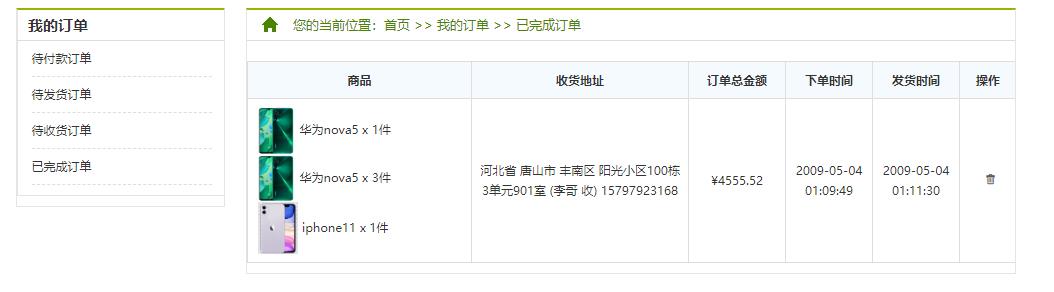 我的订单
待付款订单
待发货订单
待收货订单
已完成订单
您的当前位置：首页 >> 我的订单 >> 已完成订单
商品 收货地址 订单总金额 下单时间 发货时间 操作
华为nova5 x 1件
华为nova5 x 3件
iphone11 x 1件
河北省 唐山市 丰南区 阳光小区100栋
3单元901室 (李哥 收) 15797923168
¥4555.52
2009-05-04
01:09:49
2009-05-04
01:11:30